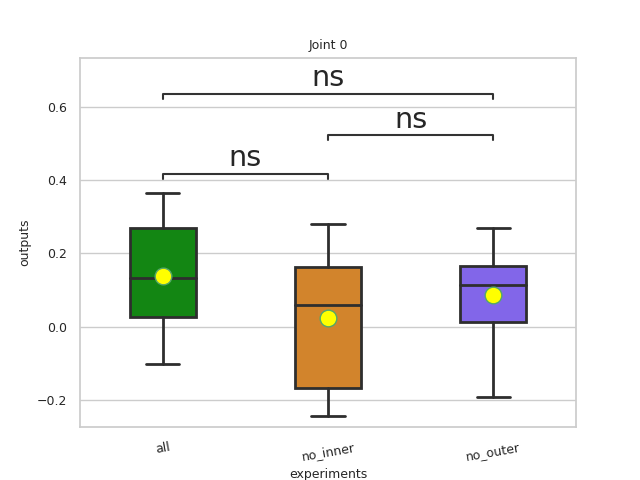 Joint 0
ns
ns
ns
0.6
0.4
0.2
0.0
−0.2
outputs
all
no_inner
no_outer
experiments